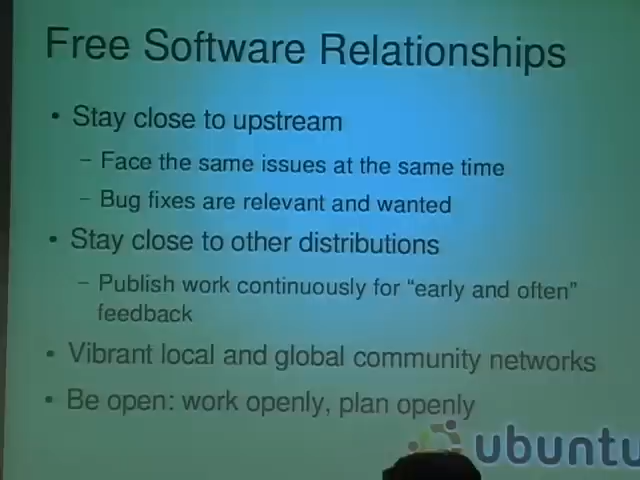 Free Software Relationships
• Stay close to upstream
– Face the same issues at the same time
– Bug fixes are relevant and wanted
• Stay close to other distributions
– Publish work continuously for “early and often”
feedback
• Vibrant local and global community networks
• Be open: work openly, plan openly
ubuntu